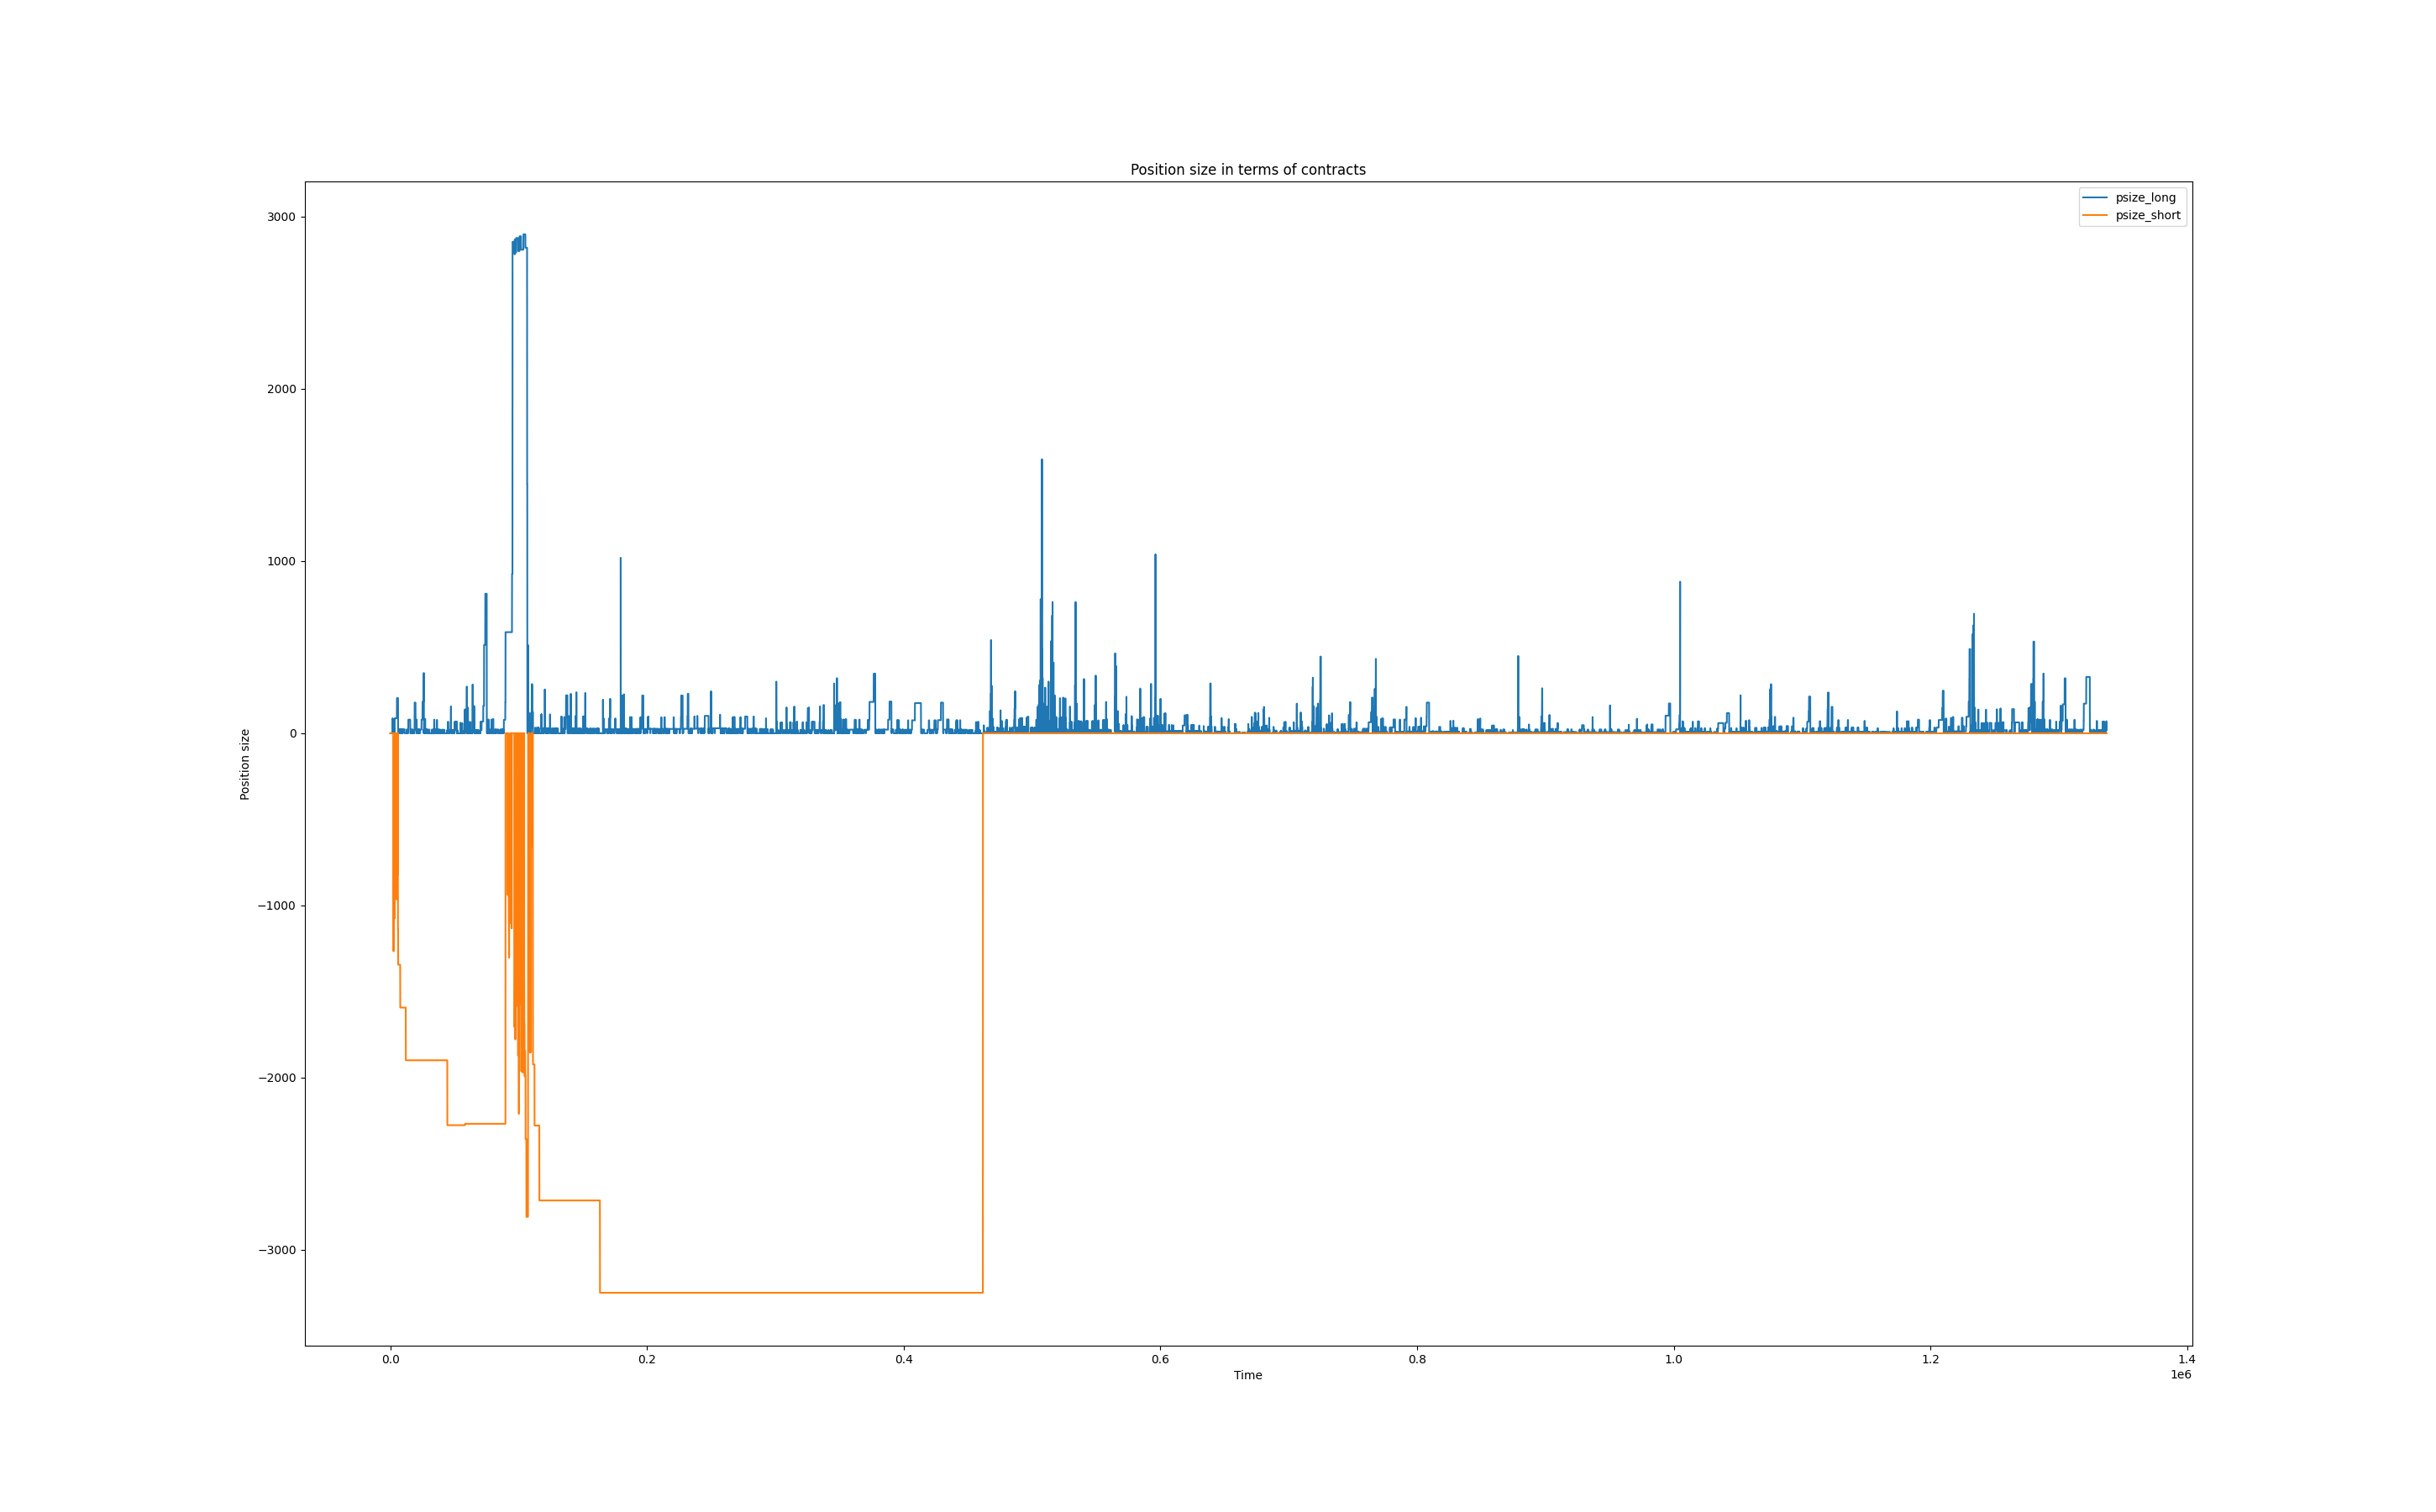 Position size in terms of contracts
psize_long
psize_short
3000
2000
1000
0
−1000
−2000
−3000
Position size
0.0
0.2
0.4
0.6
0.8
1.0
1.2
1.4
Time
1e6